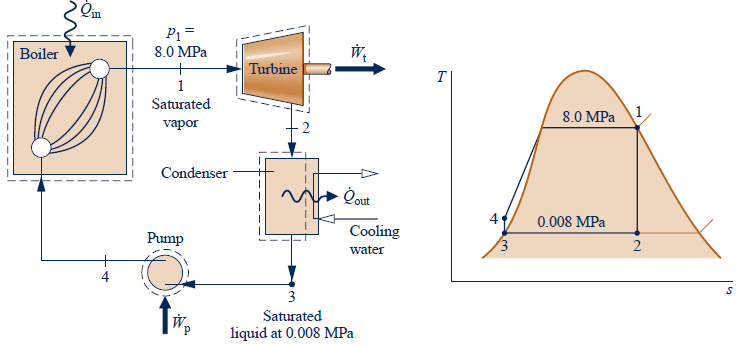 Q̇in
Boiler
p1 =
8.0 MPa
1
Saturated
vapor
Turbine
Ẇt
2
Condenser
Q̇out
Cooling
water
Pump
4
Ẇp
3
Saturated
liquid at 0.008 MPa
T
8.0 MPa
1
4
0.008 MPa
3
2
s